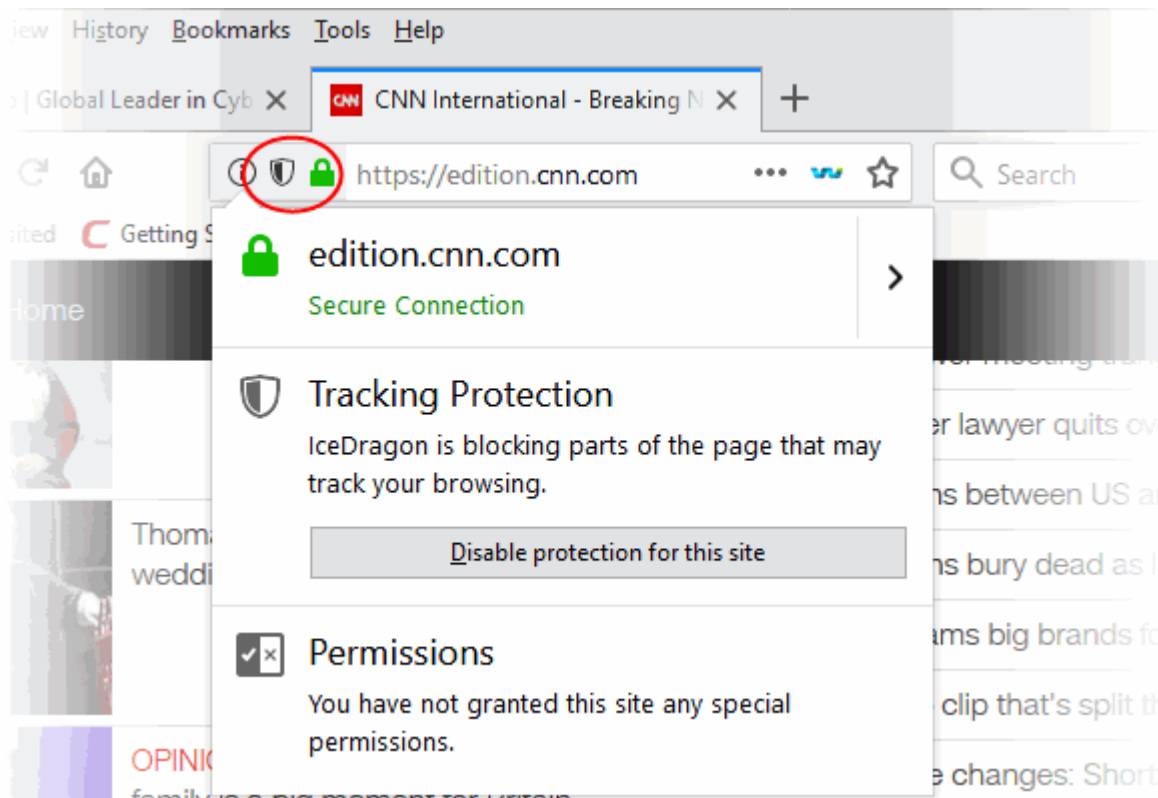 History Bookmarks Tools Help
| Global Leader in Cyb
CNN CNN International - Breaking N
https://edition.cnn.com
Search
Getting S
edition.cnn.com
Secure Connection
Home
Tracking Protection
IceDragon is blocking parts of the page that may
track your browsing.
er lawyer quits ov
ns between US a
Thoma
weddi
Disable protection for this site
ns bury dead as
ams big brands fo
Permissions
You have not granted this site any special
permissions.
clip that's split th
OPINIO
e changes: Short